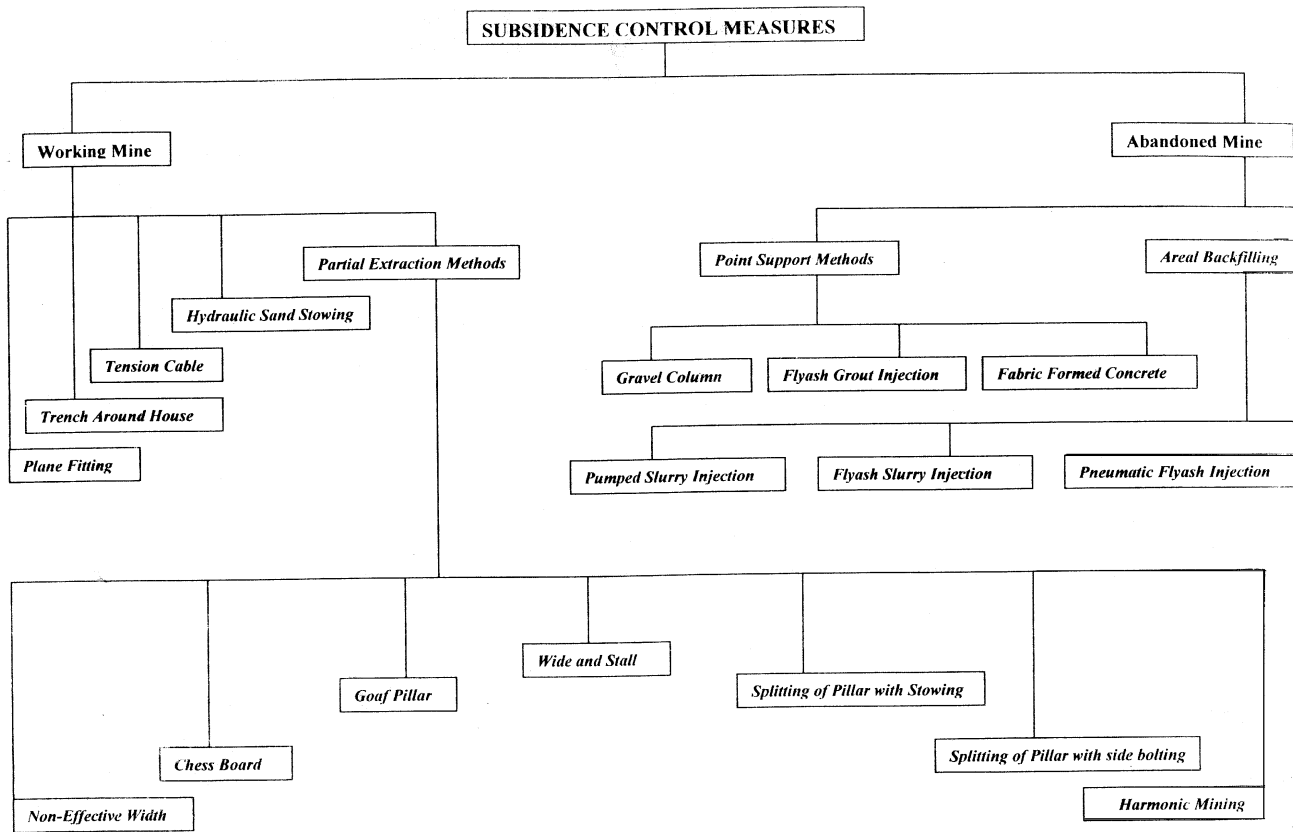 SUBSIDENCE CONTROL MEASURES
Working Mine
Abandoned Mine
Partial Extraction Methods
Point Support Methods
Areal Backfilling
Hydraulic Sand Stowing
Tension Cable
Gravel Column
Flyash Grout Injection
Fabric Formed Concrete
Trench Around House
Plane Fitting
Pumped Slurry Injection
Flyash Slurry Injection
Pneumatic Flyash Injection
Wide and Stall
Goaf Pillar
Splitting of Pillar with Stowing
Chess Board
Splitting of Pillar with side bolting
Non-Effective Width
Harmonic Mining